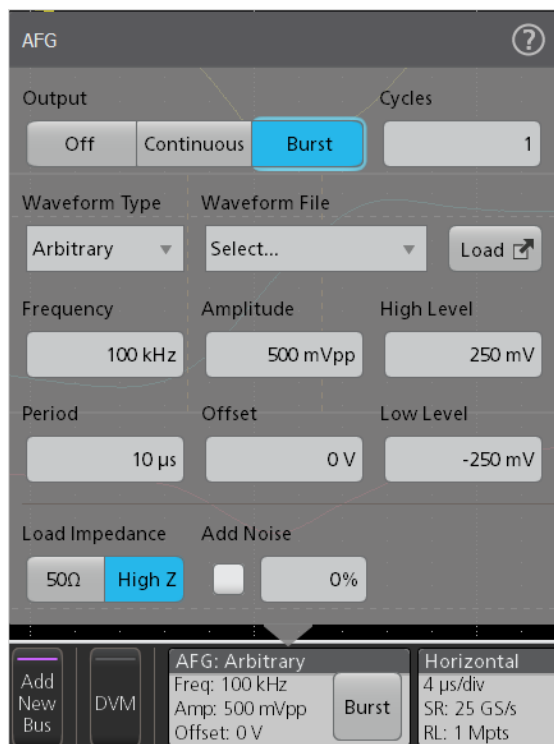 AFG ?
Output Cycles
Off Continuous Burst 1
Waveform Type Waveform File
Arbitrary Select... Load
Frequency Amplitude High Level
100 kHz 500 mVpp 250 mV
Period Offset Low Level
10 µs 0 V -250 mV
Load Impedance Add Noise
50Ω High Z 0%
Add
New
Bus
DVM
AFG: Arbitrary
Freq: 100 kHz
Amp: 500 mVpp
Offset: 0 V
Burst
Horizontal
4 µs/div
SR: 25 GS/s
RL: 1 Mpts